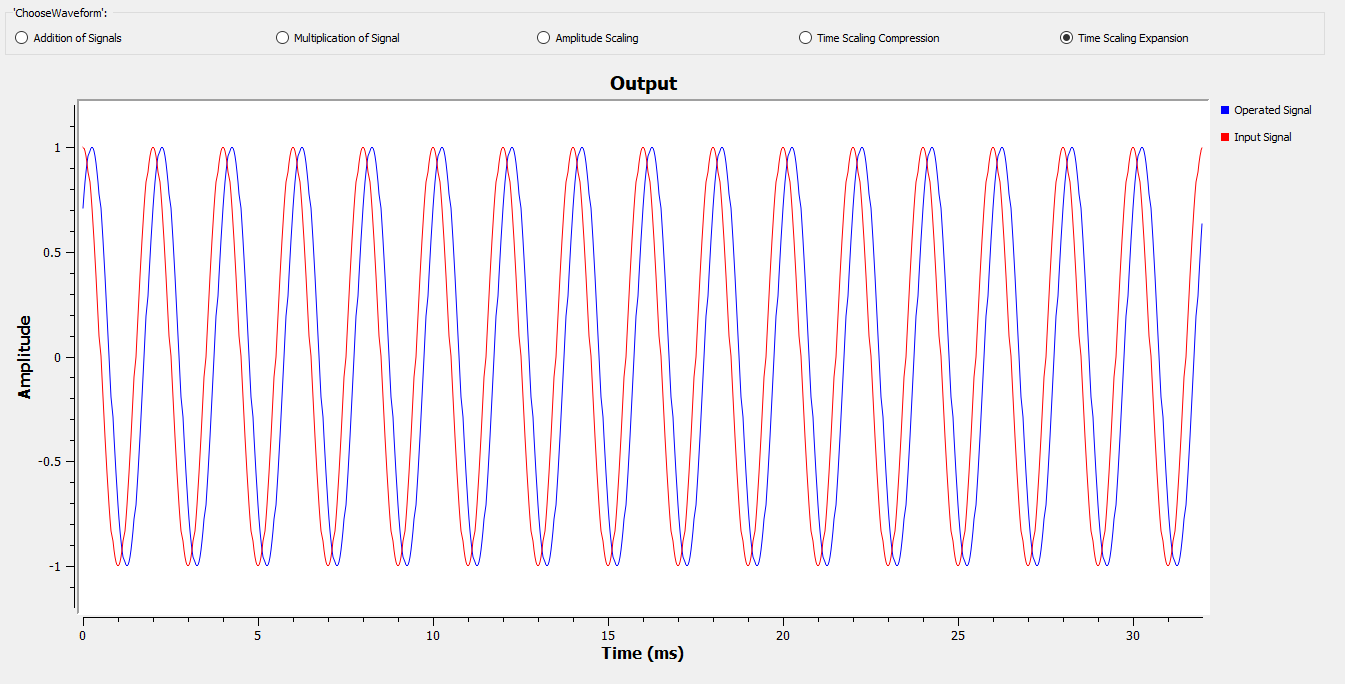 'ChooseWaveform':
Addition of Signals Multiplication of Signal Amplitude Scaling Time Scaling Compression Time Scaling Expansion
Output
Operated Signal
Input Signal
Amplitude
1
0.5
0
-0.5
-1
0 5 10 15 20 25 30
Time (ms)